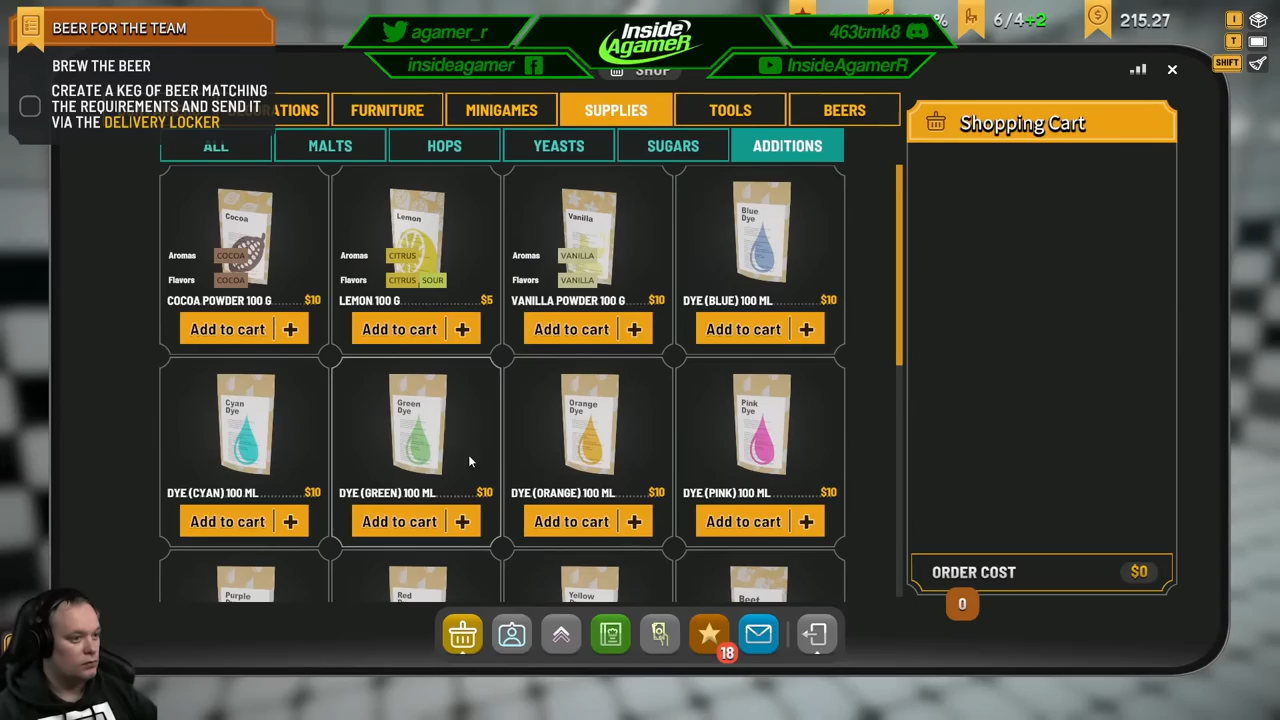 BEER FOR THE TEAM
BREW THE BEER
CREATE A KEG OF BEER MATCHING
THE REQUIREMENTS AND SEND IT
VIA THE DELIVERY LOCKER
agamer_r
Inside
AgameR
463tmk8
insideagamer
InsideAgamerR
6/4+2
215.27
I
T
SHIFT
SHOP
FURNITURE
MINIGAMES
SUPPLIES
TOOLS
BEERS
ALL
MALTS
HOPS
YEASTS
SUGARS
ADDITIONS
Shopping Cart
Cocoa
Aromas COCOA
Flavors COCOA
COCOA POWDER 100 G $10
Add to cart +
Lemon
Aromas CITRUS
Flavors CITRUS SOUR
LEMON 100 G $5
Add to cart +
Vanilla
Aromas VANILLA
Flavors VANILLA
VANILLA POWDER 100 G $10
Add to cart +
Blue
Dye
DYE (BLUE) 100 ML $10
Add to cart +
Cyan
Dye
DYE (CYAN) 100 ML $10
Add to cart +
Green
Dye
DYE (GREEN) 100 ML $10
Add to cart +
Orange
Dye
DYE (ORANGE) 100 ML $10
Add to cart +
Pink
Dye
DYE (PINK) 100 ML $10
Add to cart +
Purple
Red
Yellow
Beet
ORDER COST $0
0
18